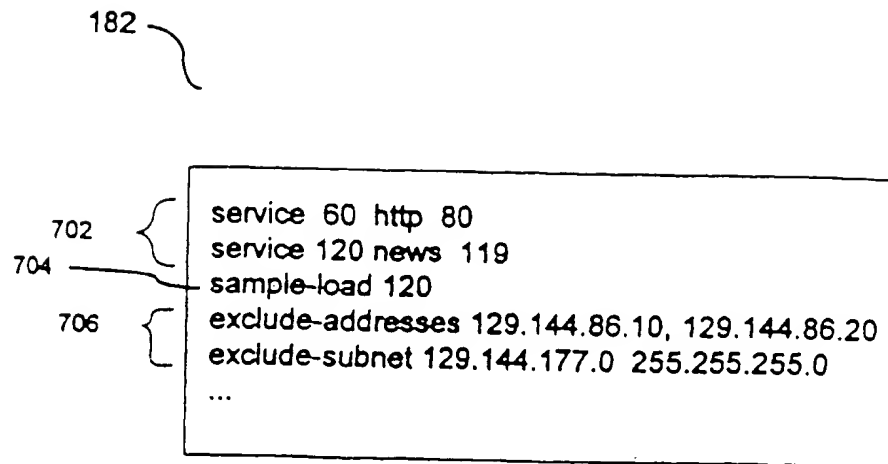 182
702
704
706
service 60 http 80
service 120 news 119
sample-load 120
exclude-addresses 129.144.86.10, 129.144.86.20
exclude-subnet 129.144.177.0 255.255.255.0
...